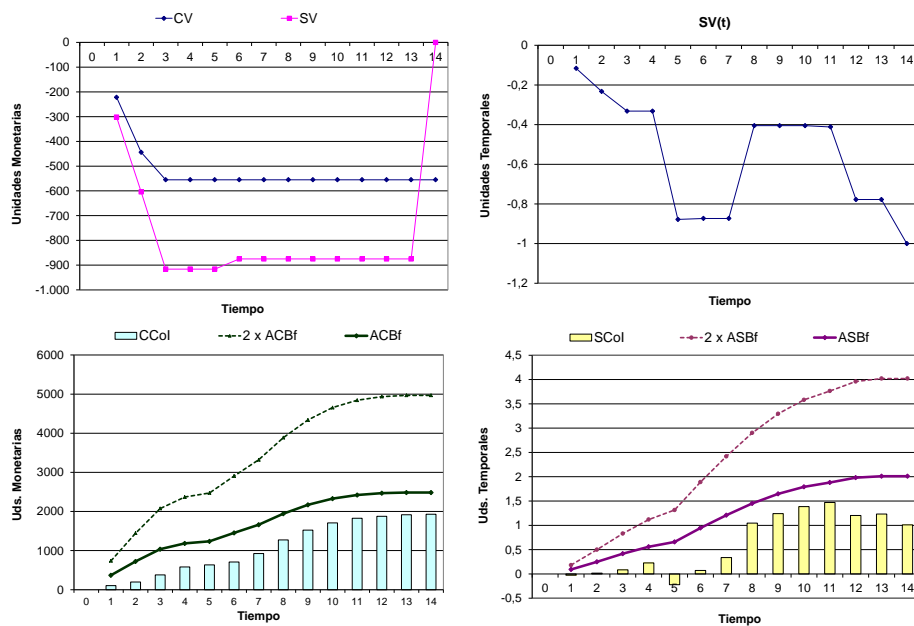 CV SV
0
-100
-200
-300
-400
-500
-600
-700
-800
-900
-1.000
0 1 2 3 4 5 6 7 8 9 10 11 12 13 14
Unidades Monetarias
Tiempo
SV(t)
0
-0,2
-0,4
-0,6
-0,8
-1
-1,2
0 1 2 3 4 5 6 7 8 9 10 11 12 13 14
Unidades Temporales
Tiempo
CCoI 2 x ACBf ACBf
6000
5000
4000
3000
2000
1000
0
0 1 2 3 4 5 6 7 8 9 10 11 12 13 14
Uds. Monetarias
Tiempo
SCoI 2 x ASBf ASBf
4,5
4
3,5
3
2,5
2
1,5
1
0,5
0
-0,5
0 1 2 3 4 5 6 7 8 9 10 11 12 13 14
Uds. Temporales
Tiempo